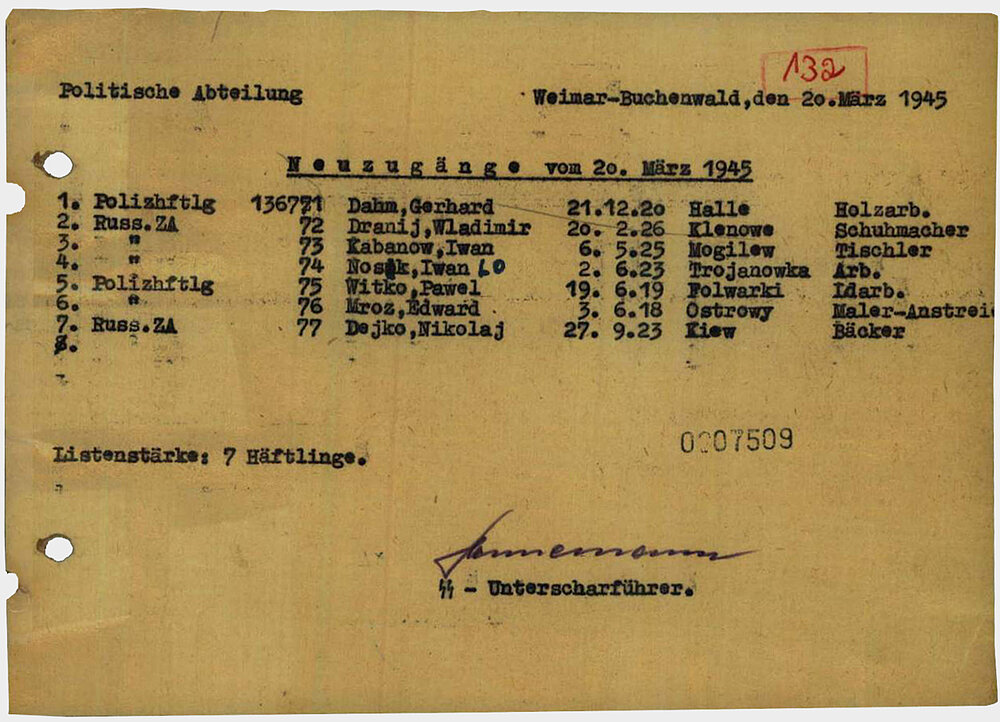 132
Politische Abteilung Weimar-Buchenwald,den 20.März 1945
Neuzugänge vom 20. März 1945
1. Polizhftlg 136771 Dahm,Gerhard 21.12.20 Halle Holzarb.
2. Russ.ZA 72 Dranij,Wladimir 20. 2.26 Klenowe Schuhmacher
3. " 73 Kabanow,Iwan 6. 5.25 Mogilew Tischler
4. " 74 Nosik,Iwan LO 2. 6.23 Trojanowka Arb.
5. Polizhftlg 75 Witko,Pawel 19. 6.19 Folwarki Ldarb.
6. " 76 Mroz,Edward 3. 6.18 Ostrowy Maler-Anstrei
7. Russ.ZA 77 Dejko,Nikolaj 27. 9.23 Kiew Bäcker
8.
0007509
Listenstärke: 7 Häftlinge.
SS - Unterscharführer.